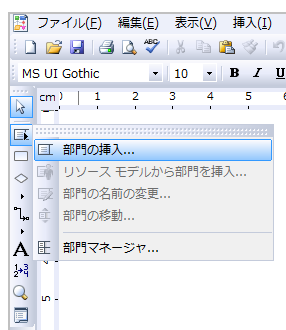 ファイル(F) 編集(E) 表示(V) 挿入(I)
MS UI Gothic 10 B I U
cm 1 2 3 4 5 6
部門の挿入...
リソース モデルから部門を挿入...
部門の名前の変更...
部門の移動...
部門マネージャ...
A
5